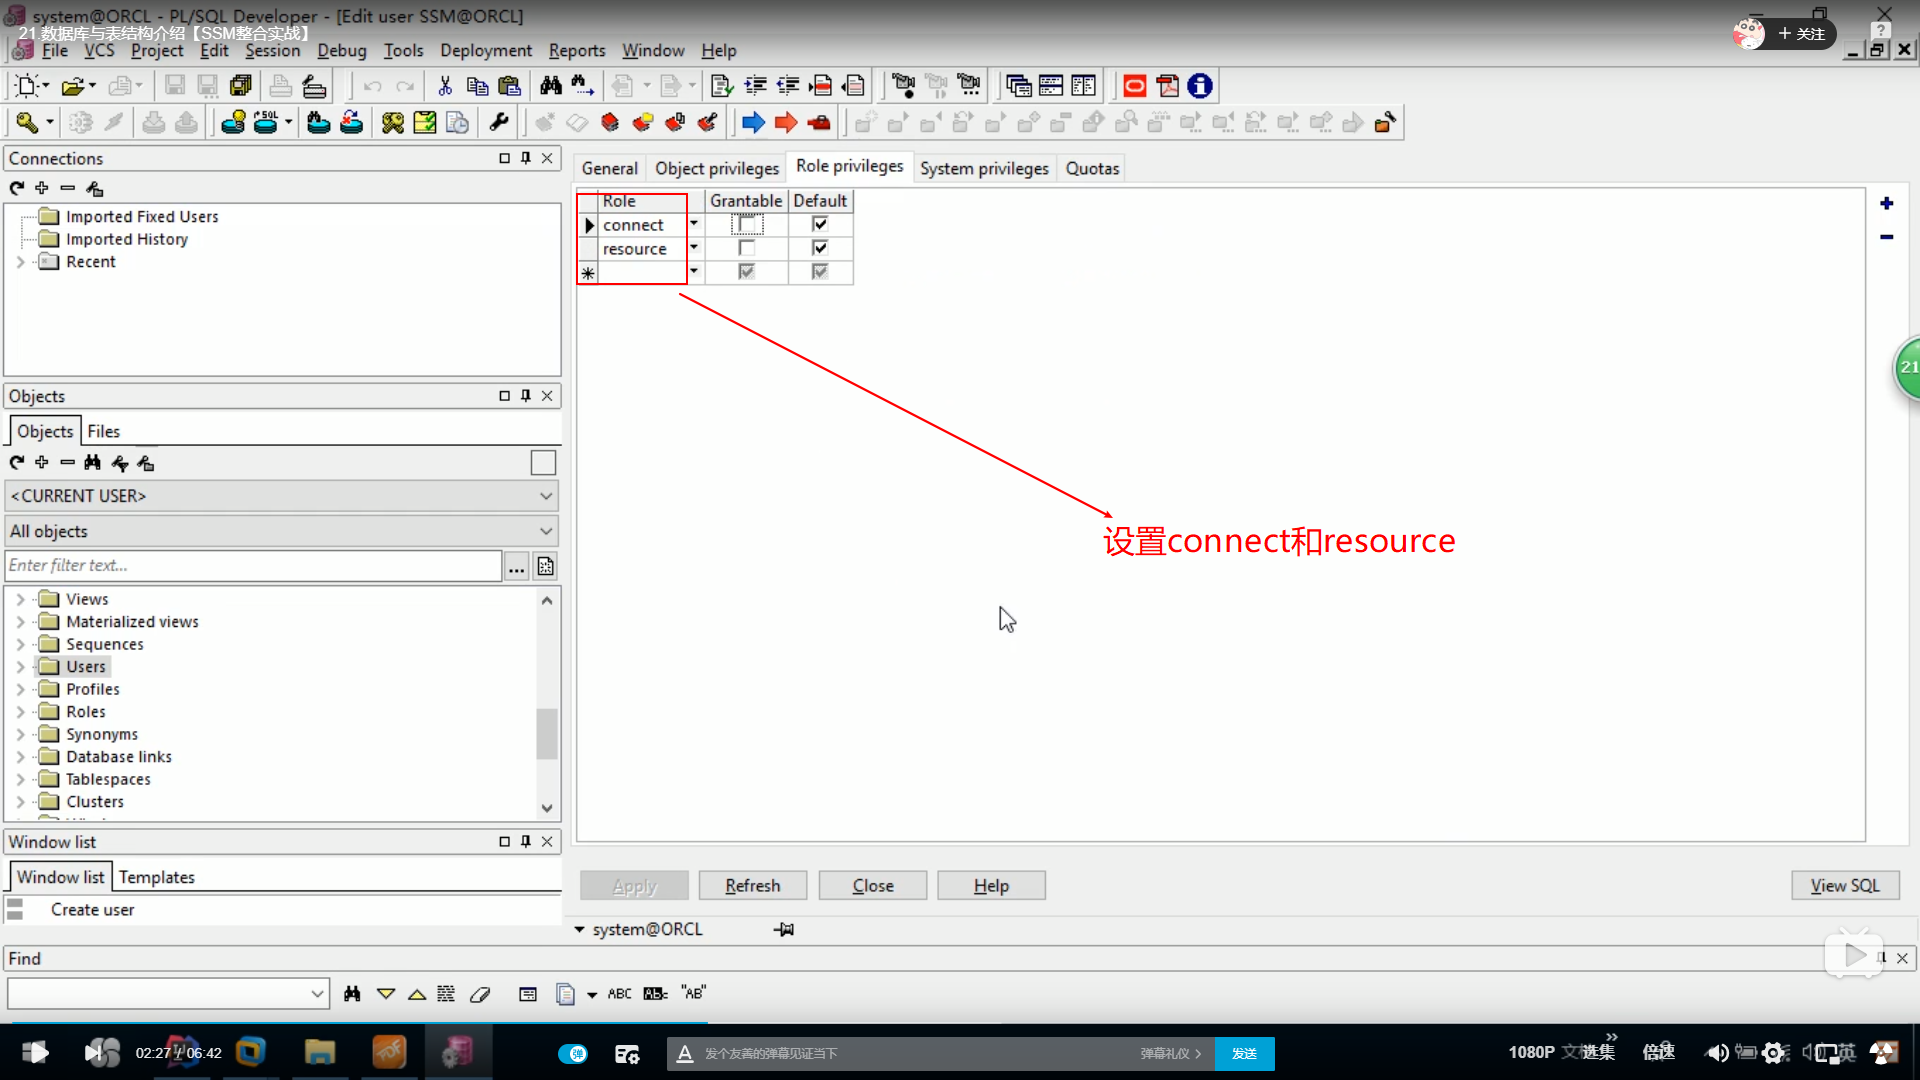 system@ORCL - PL/SQL Developer - [Edit user SSM@ORCL]
21.数据库与表结构介绍【SSM整合实战】
+ 关注
File VCS Project Edit Session Debug Tools Deployment Reports Window Help
Connections
Imported Fixed Users
Imported History
Recent
Objects
Objects Files
<CURRENT USER>
All objects
Enter filter text...
Views
Materialized views
Sequences
Users
Profiles
Roles
Synonyms
Database links
Tablespaces
Clusters
Window list
Window list Templates
Create user
General Object privileges Role privileges System privileges Quotas
Role Grantable Default
connect
resource
设置connect和resource
21
Apply Refresh Close Help View SQL
system@ORCL
Find
ABC "AB"
02:27 / 06:42
弹
发个友善的弹幕见证当下
弹幕礼仪 >
发送
1080P
选集
倍速
英